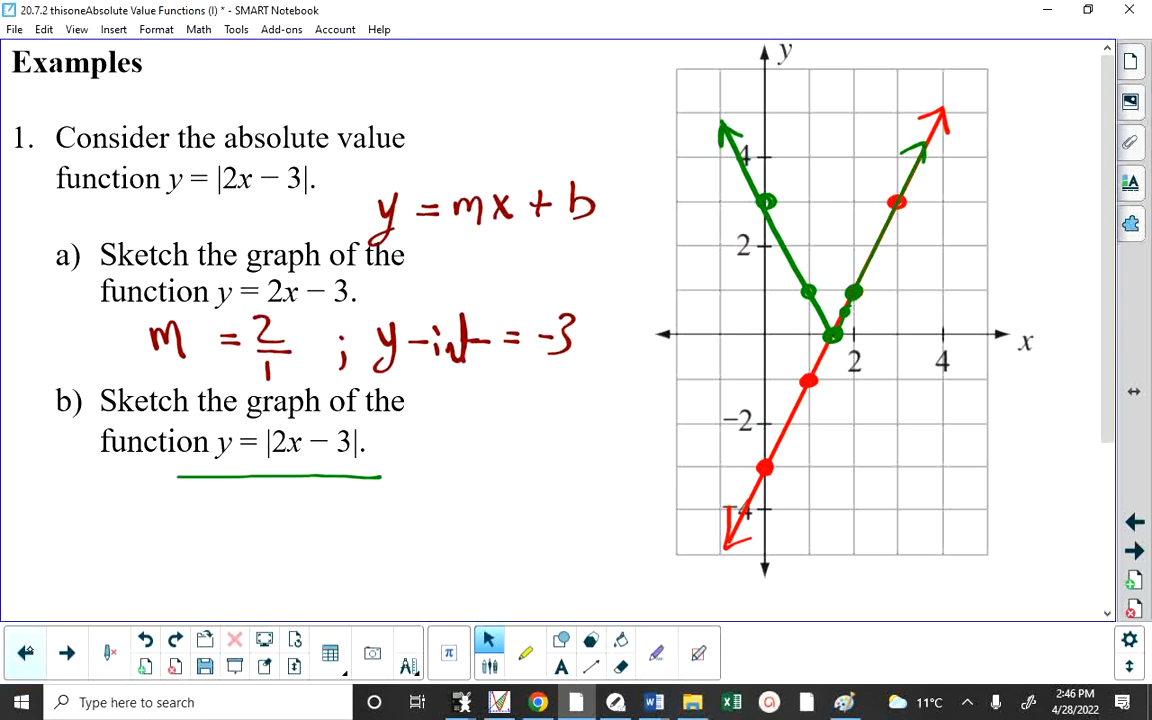 20.7.2 thisoneAbsolute Value Functions (I) * - SMART Notebook
File Edit View Insert Format Math Tools Add-ons Account Help
Examples
1. Consider the absolute value
function y = |2x − 3|.
y = mx + b
a) Sketch the graph of the
function y = 2x − 3.
m = 2/1 ; y-int = -3
b) Sketch the graph of the
function y = |2x − 3|.
y
4
2
2 4 x
−2
−4
π
A
Type here to search
11°C
2:46 PM
4/28/2022